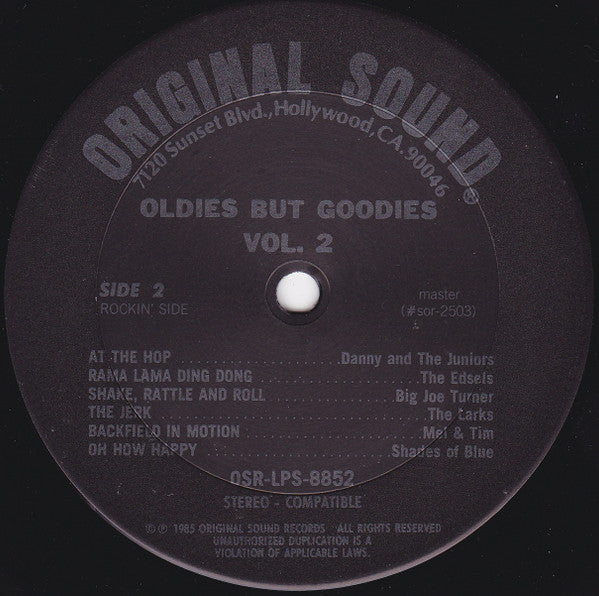 ORIGINAL SOUND ®
7120 Sunset Blvd., Hollywood, CA. 90046
OLDIES BUT GOODIES
VOL. 2
SIDE 2
ROCKIN' SIDE
master
(#sor-2503)
AT THE HOP Danny and The Juniors
RAMA LAMA DING DONG The Edsels
SHAKE, RATTLE AND ROLL Big Joe Turner
THE JERK The Larks
BACKFIELD IN MOTION Mel & Tim
OH HOW HAPPY Shades of Blue
OSR-LPS-8852
STEREO - COMPATIBLE
© ℗ 1985 ORIGINAL SOUND RECORDS ALL RIGHTS RESERVED
UNAUTHORIZED DUPLICATION IS A
VIOLATION OF APPLICABLE LAWS.